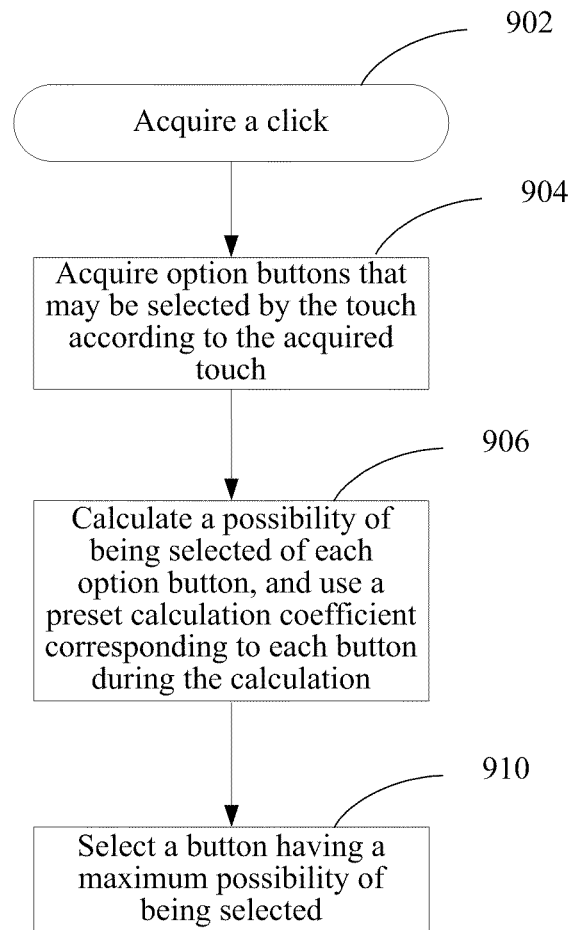 902
Acquire a click
904
Acquire option buttons that
may be selected by the touch
according to the acquired
touch
906
Calculate a possibility of
being selected of each
option button, and use a
preset calculation coefficient
corresponding to each button
during the calculation
910
Select a button having a
maximum possibility of
being selected